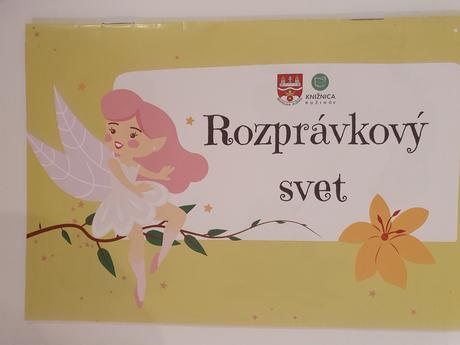 KNIŽNICA
RUŽINOV
Rozprávkový
svet